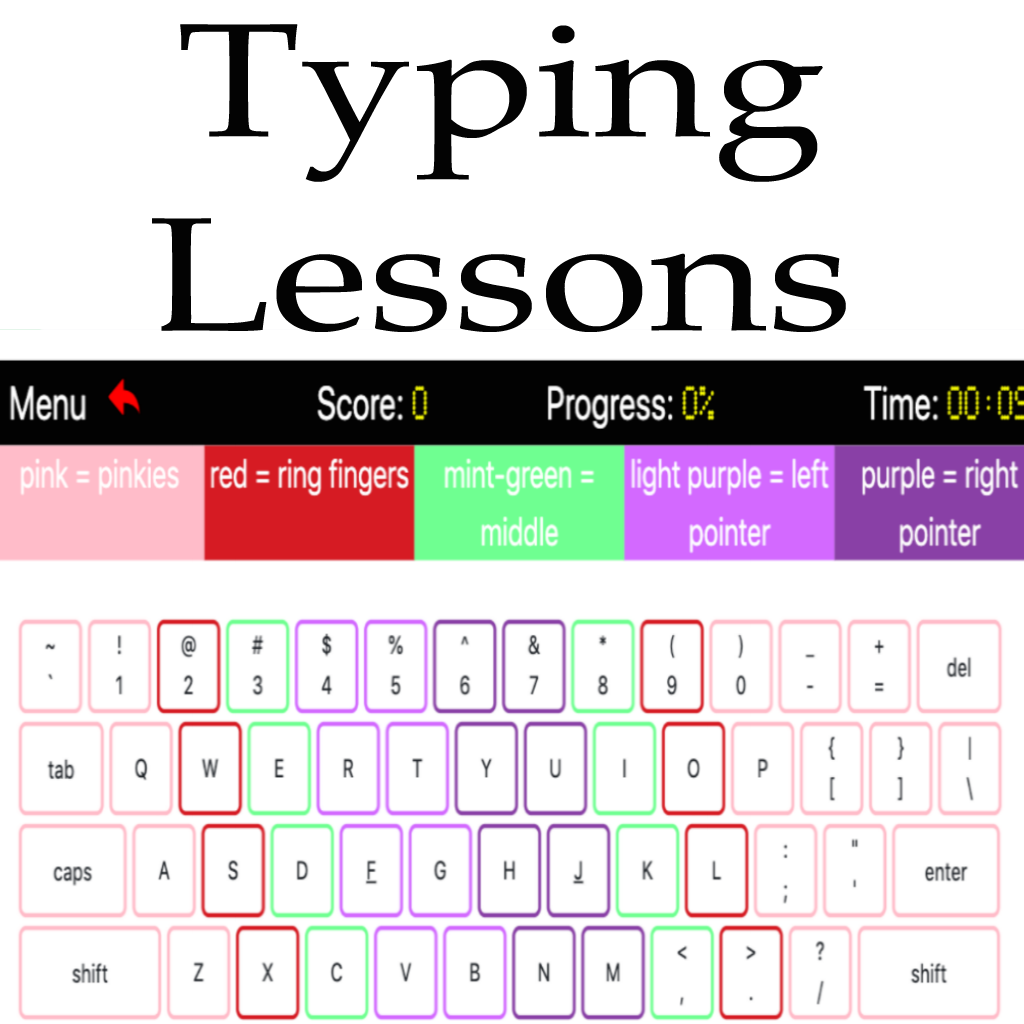 Typing
Lessons
Menu Score: 0 Progress: 0% Time: 00:09
pink = pinkies red = ring fingers mint-green = middle light purple = left pointer purple = right pointer
~ ! @ # $ % ^ & * ( ) _ +
` 1 2 3 4 5 6 7 8 9 0 - = del
{ } |
tab Q W E R T Y U I O P [ ] \
: "
caps A S D F G H J K L ; ' enter
< > ?
shift Z X C V B N M , . / shift